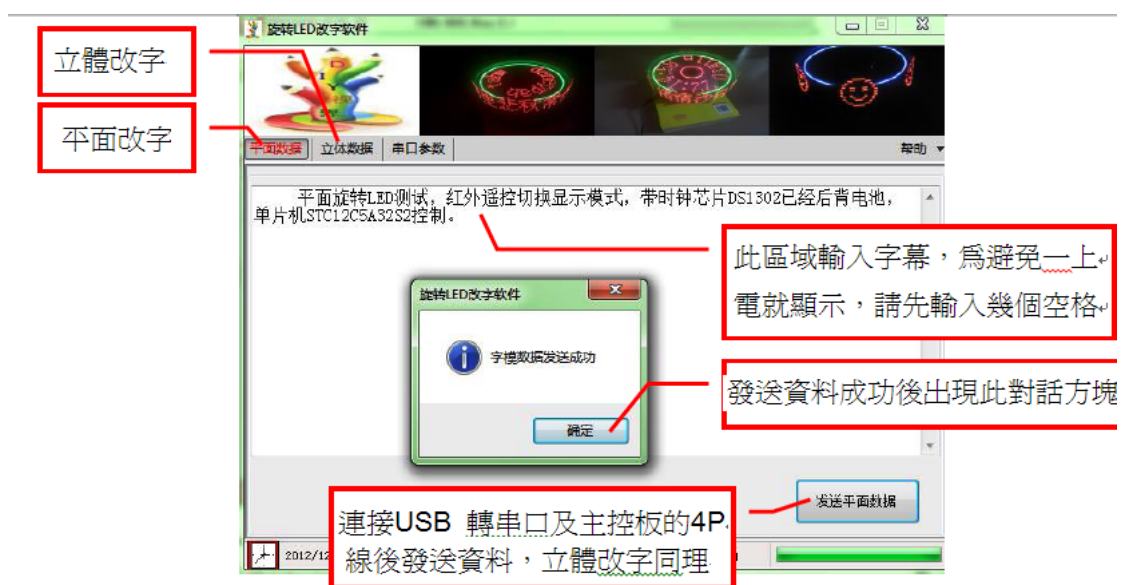 旋转LED改字软件
立體改字
平面改字
平面数据 立体数据 串口参数 帮助
平面旋转LED测试，红外遥控切换显示模式，带时钟芯片DS1302已经后背电池，
单片机STC12C5A32S2控制。
此區域輸入字幕，爲避免一上
電就顯示，請先輸入幾個空格
旋转LED改字软件
字模数据发送成功
确定
發送資料成功後出現此對話方塊
发送平面数据
連接USB 轉串口及主控板的4P
線後發送資料，立體改字同理
2012/12